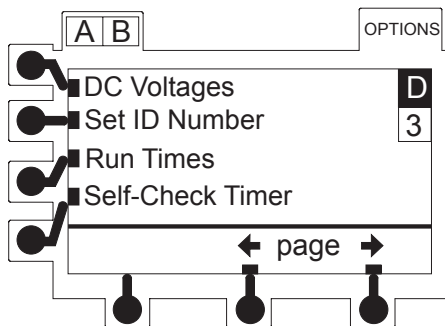 A B
OPTIONS
DC Voltages
D
Set ID Number
3
Run Times
Self-Check Timer
← page →